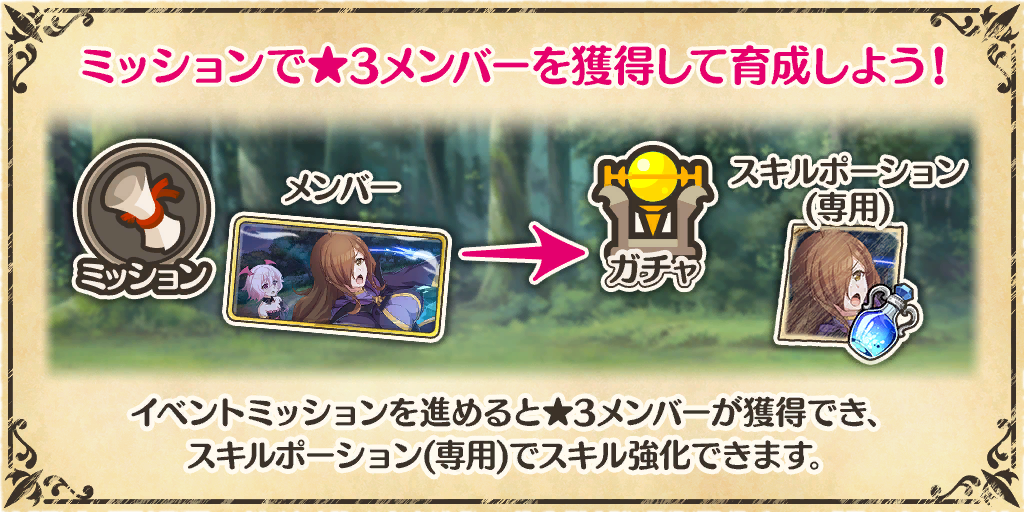 ミッションで★3メンバーを獲得して育成しよう!
ミッション
メンバー
ガチャ
スキルポーション
(専用)
イベントミッションを進めると★3メンバーが獲得でき、
スキルポーション(専用)でスキル強化できます。